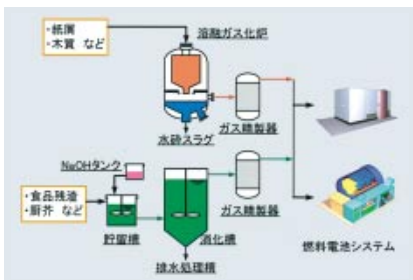 ・紙屑
・木質 など
溶融ガス化炉
ガス精製器
水砕スラグ
NaOHタンク
・食品残渣
・厨芥 など
貯留槽
消化槽
ガス精製器
排水処理槽
燃料電池システム